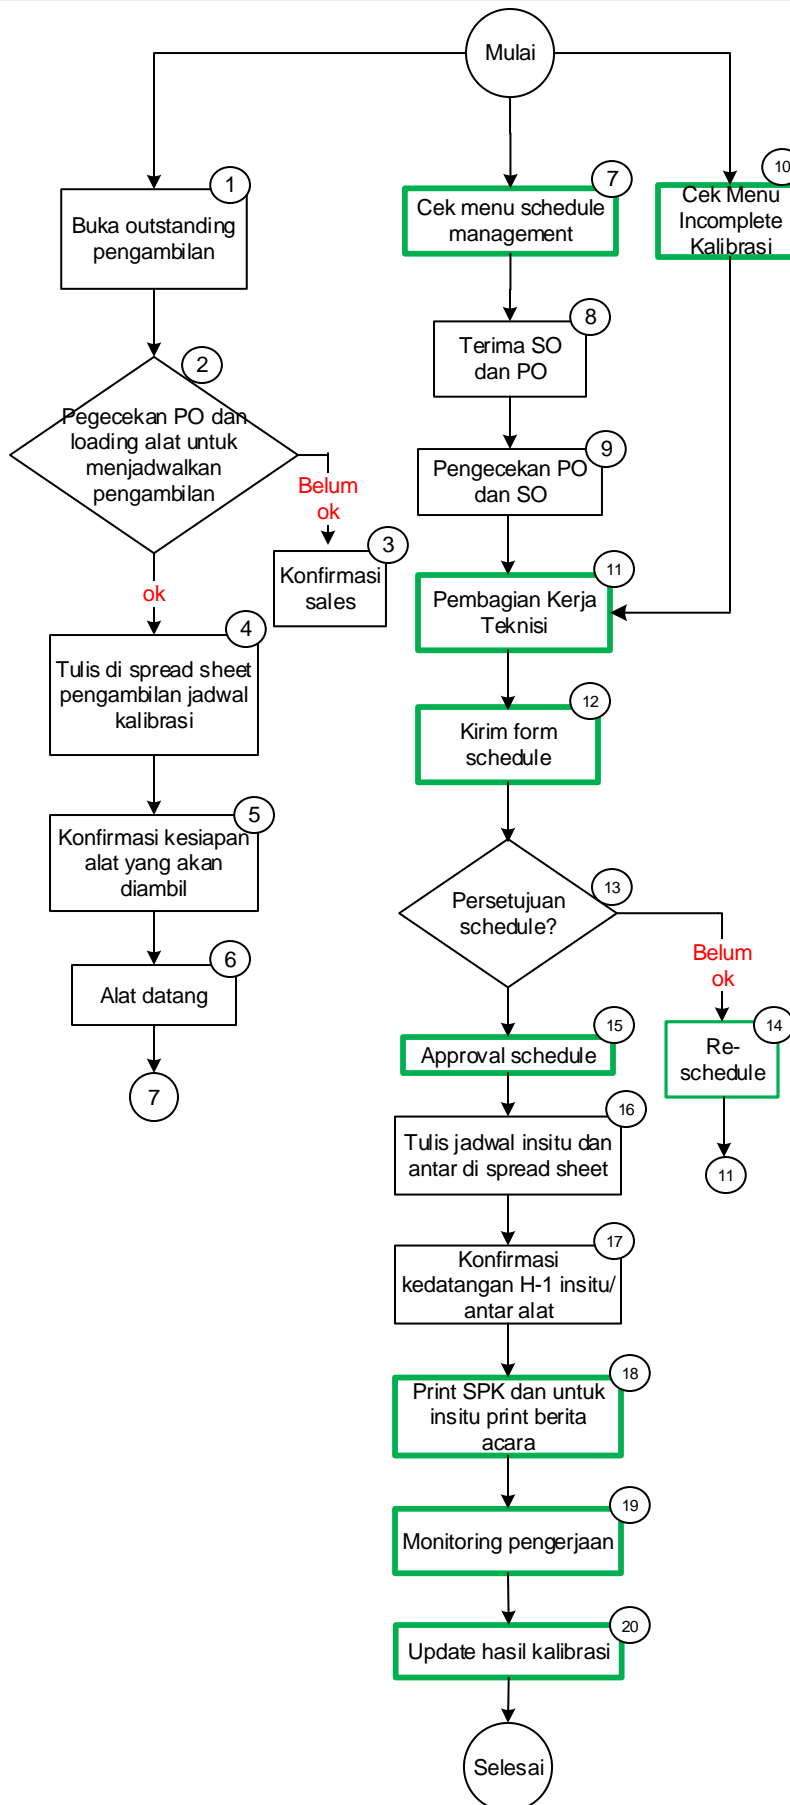 Mulai
1
Buka outstanding
pengambilan
2
Pegecekan PO dan
loading alat untuk
menjadwalkan
pengambilan
Belum
ok
3
Konfirmasi
sales
ok
4
Tulis di spread sheet
pengambilan jadwal
kalibrasi
5
Konfirmasi kesiapan
alat yang akan
diambil
6
Alat datang
7
7
Cek menu schedule
management
8
Terima SO
dan PO
9
Pengecekan PO
dan SO
10
Cek Menu
Incomplete
Kalibrasi
11
Pembagian Kerja
Teknisi
12
Kirim form
schedule
13
Persetujuan
schedule?
Belum
ok
14
Re-
schedule
11
15
Approval schedule
16
Tulis jadwal insitu dan
antar di spread sheet
17
Konfirmasi
kedatangan H-1 insitu/
antar alat
18
Print SPK dan untuk
insitu print berita
acara
19
Monitoring pengerjaan
20
Update hasil kalibrasi
Selesai